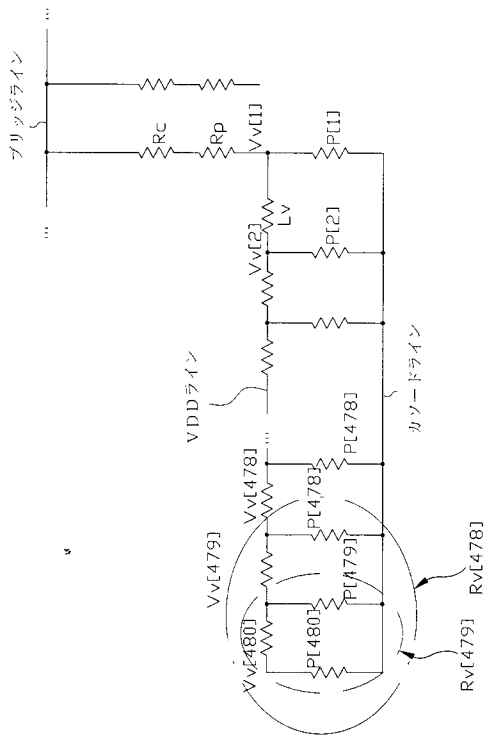 ブリッジライン
...
...
Rc
Rp
Vv[1]
P[1]
Lv
Vv[2]
P[2]
VDDライン
カソードライン
...
Vv[478]
P[478]
Vv[479]
P[478]
P[479]
Vv[480]
P[480]
Rv[478]
Rv[479]